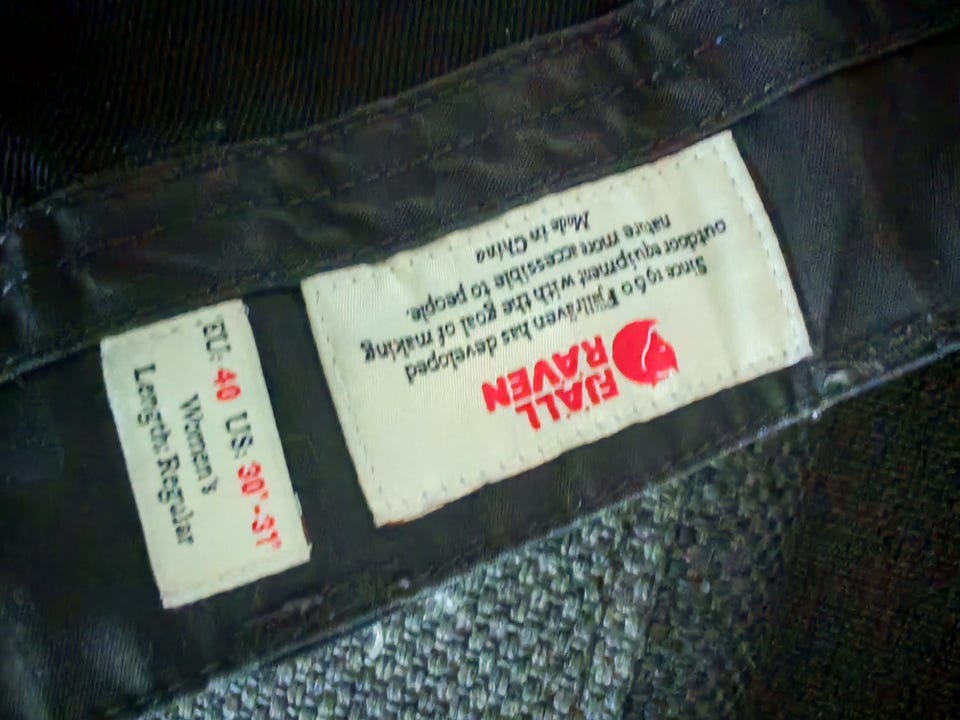 FJÄLL
RAVEN
Since 1960 Fjällräven has developed
outdoor equipment with the goal of making
nature more accessible to people.
Made in China
EU: 40 US: 30"-31"
Women's
Length: Regular